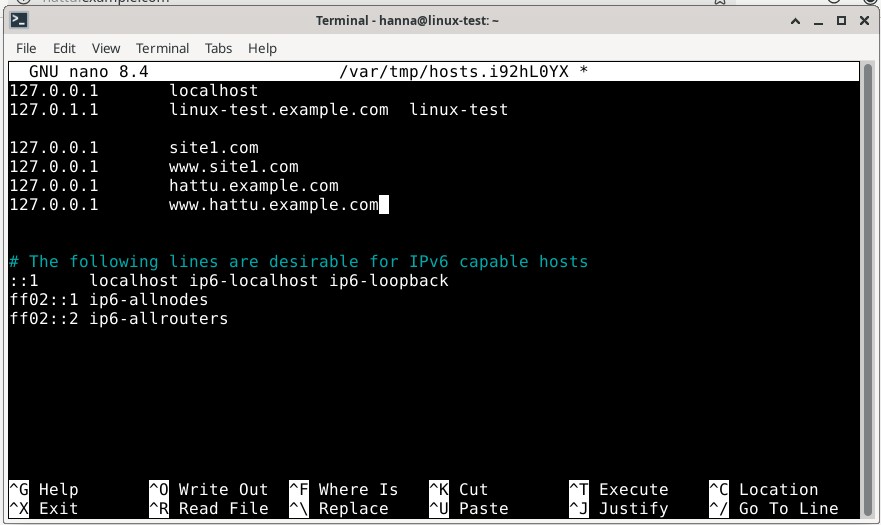 hattu.example.com
Terminal - hanna@linux-test: ~
File Edit View Terminal Tabs Help
GNU nano 8.4 /var/tmp/hosts.i92hL0YX *
127.0.0.1 localhost
127.0.1.1 linux-test.example.com linux-test
127.0.0.1 site1.com
127.0.0.1 www.site1.com
127.0.0.1 hattu.example.com
127.0.0.1 www.hattu.example.com
# The following lines are desirable for IPv6 capable hosts
::1 localhost ip6-localhost ip6-loopback
ff02::1 ip6-allnodes
ff02::2 ip6-allrouters
^G Help ^O Write Out ^F Where Is ^K Cut ^T Execute ^C Location
^X Exit ^R Read File ^\ Replace ^U Paste ^J Justify ^/ Go To Line